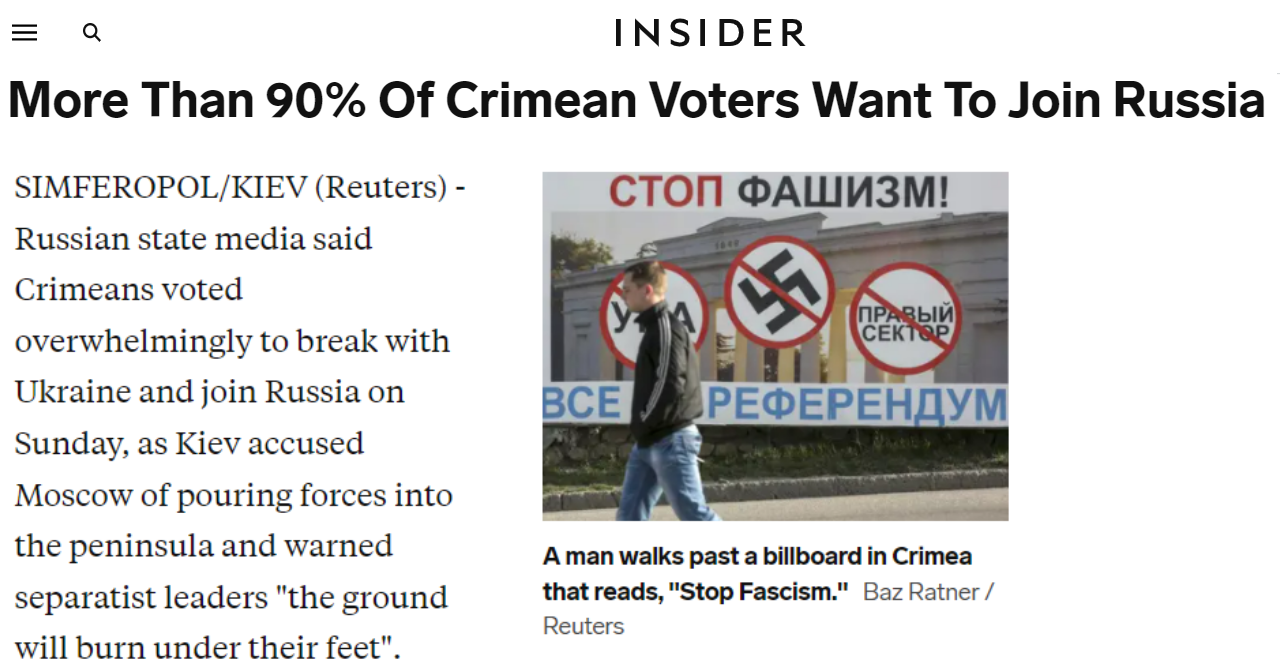 INSIDER
More Than 90% Of Crimean Voters Want To Join Russia
SIMFEROPOL/KIEV (Reuters) -
Russian state media said
Crimeans voted
overwhelmingly to break with
Ukraine and join Russia on
Sunday, as Kiev accused
Moscow of pouring forces into
the peninsula and warned
separatist leaders "the ground
will burn under their feet".
СТОП ФАШИЗМ!
ПРАВЫЙ
СЕКТОР
ВСЕ РЕФЕРЕНДУМ
A man walks past a billboard in Crimea
that reads, "Stop Fascism." Baz Ratner /
Reuters